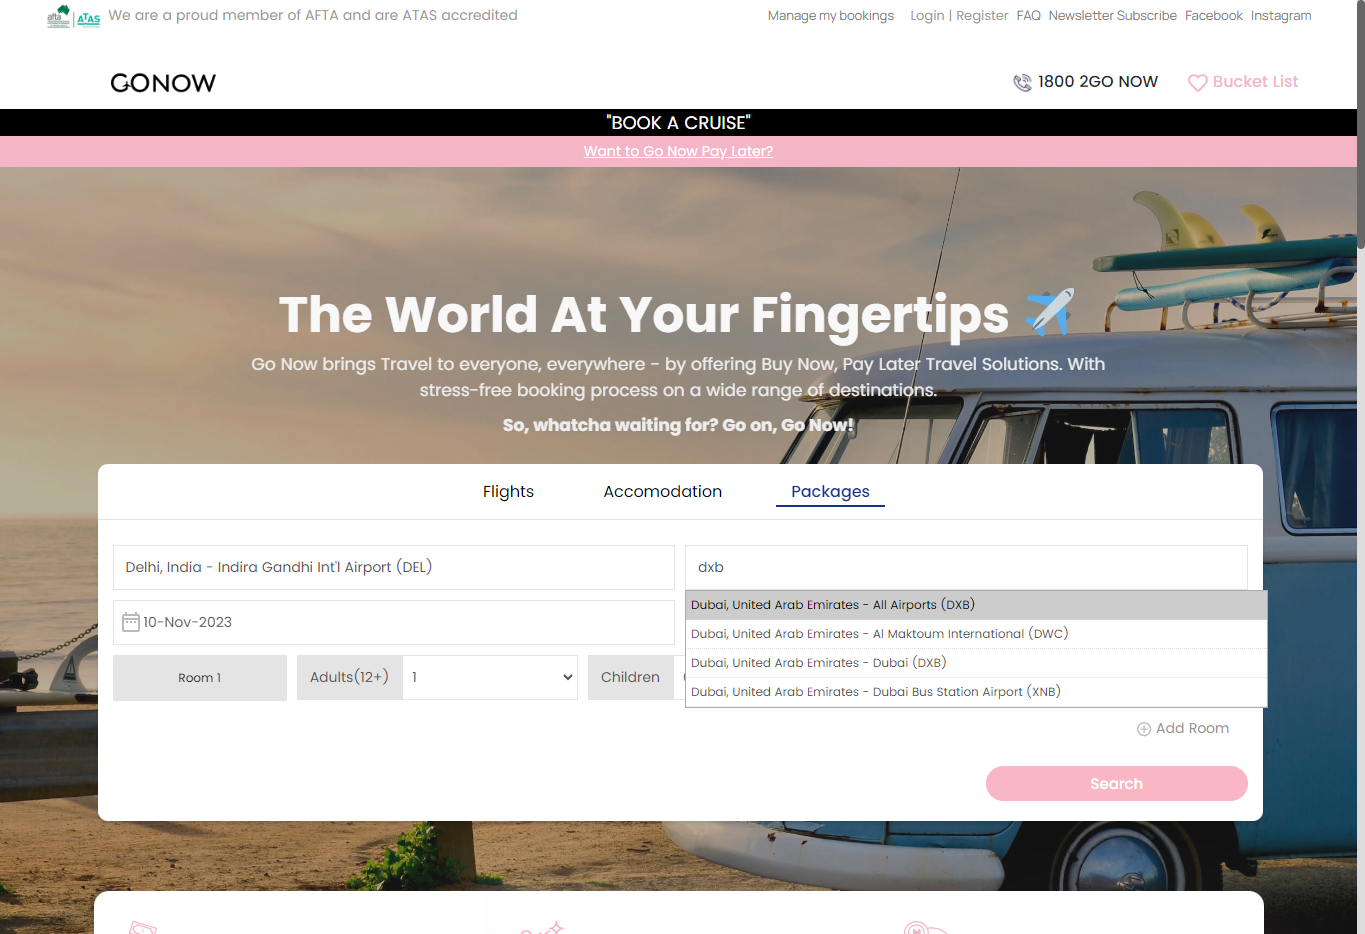 afta
ATAS
We are a proud member of AFTA and are ATAS accredited
Manage my bookings Login | Register FAQ Newsletter Subscribe Facebook Instagram
GONOW
1800 2GO NOW
Bucket List
"BOOK A CRUISE"
Want to Go Now Pay Later?
The World At Your Fingertips
Go Now brings Travel to everyone, everywhere - by offering Buy Now, Pay Later Travel Solutions. With
stress-free booking process on a wide range of destinations.
So, whatcha waiting for? Go on, Go Now!
Flights
Accomodation
Packages
Delhi, India - Indira Gandhi Int'l Airport (DEL)
dxb
10-Nov-2023
Dubai, United Arab Emirates - All Airports (DXB)
Dubai, United Arab Emirates - Al Maktoum International (DWC)
Dubai, United Arab Emirates - Dubai (DXB)
Dubai, United Arab Emirates - Dubai Bus Station Airport (XNB)
Room 1
Adults(12+)
1
Children
Add Room
Search